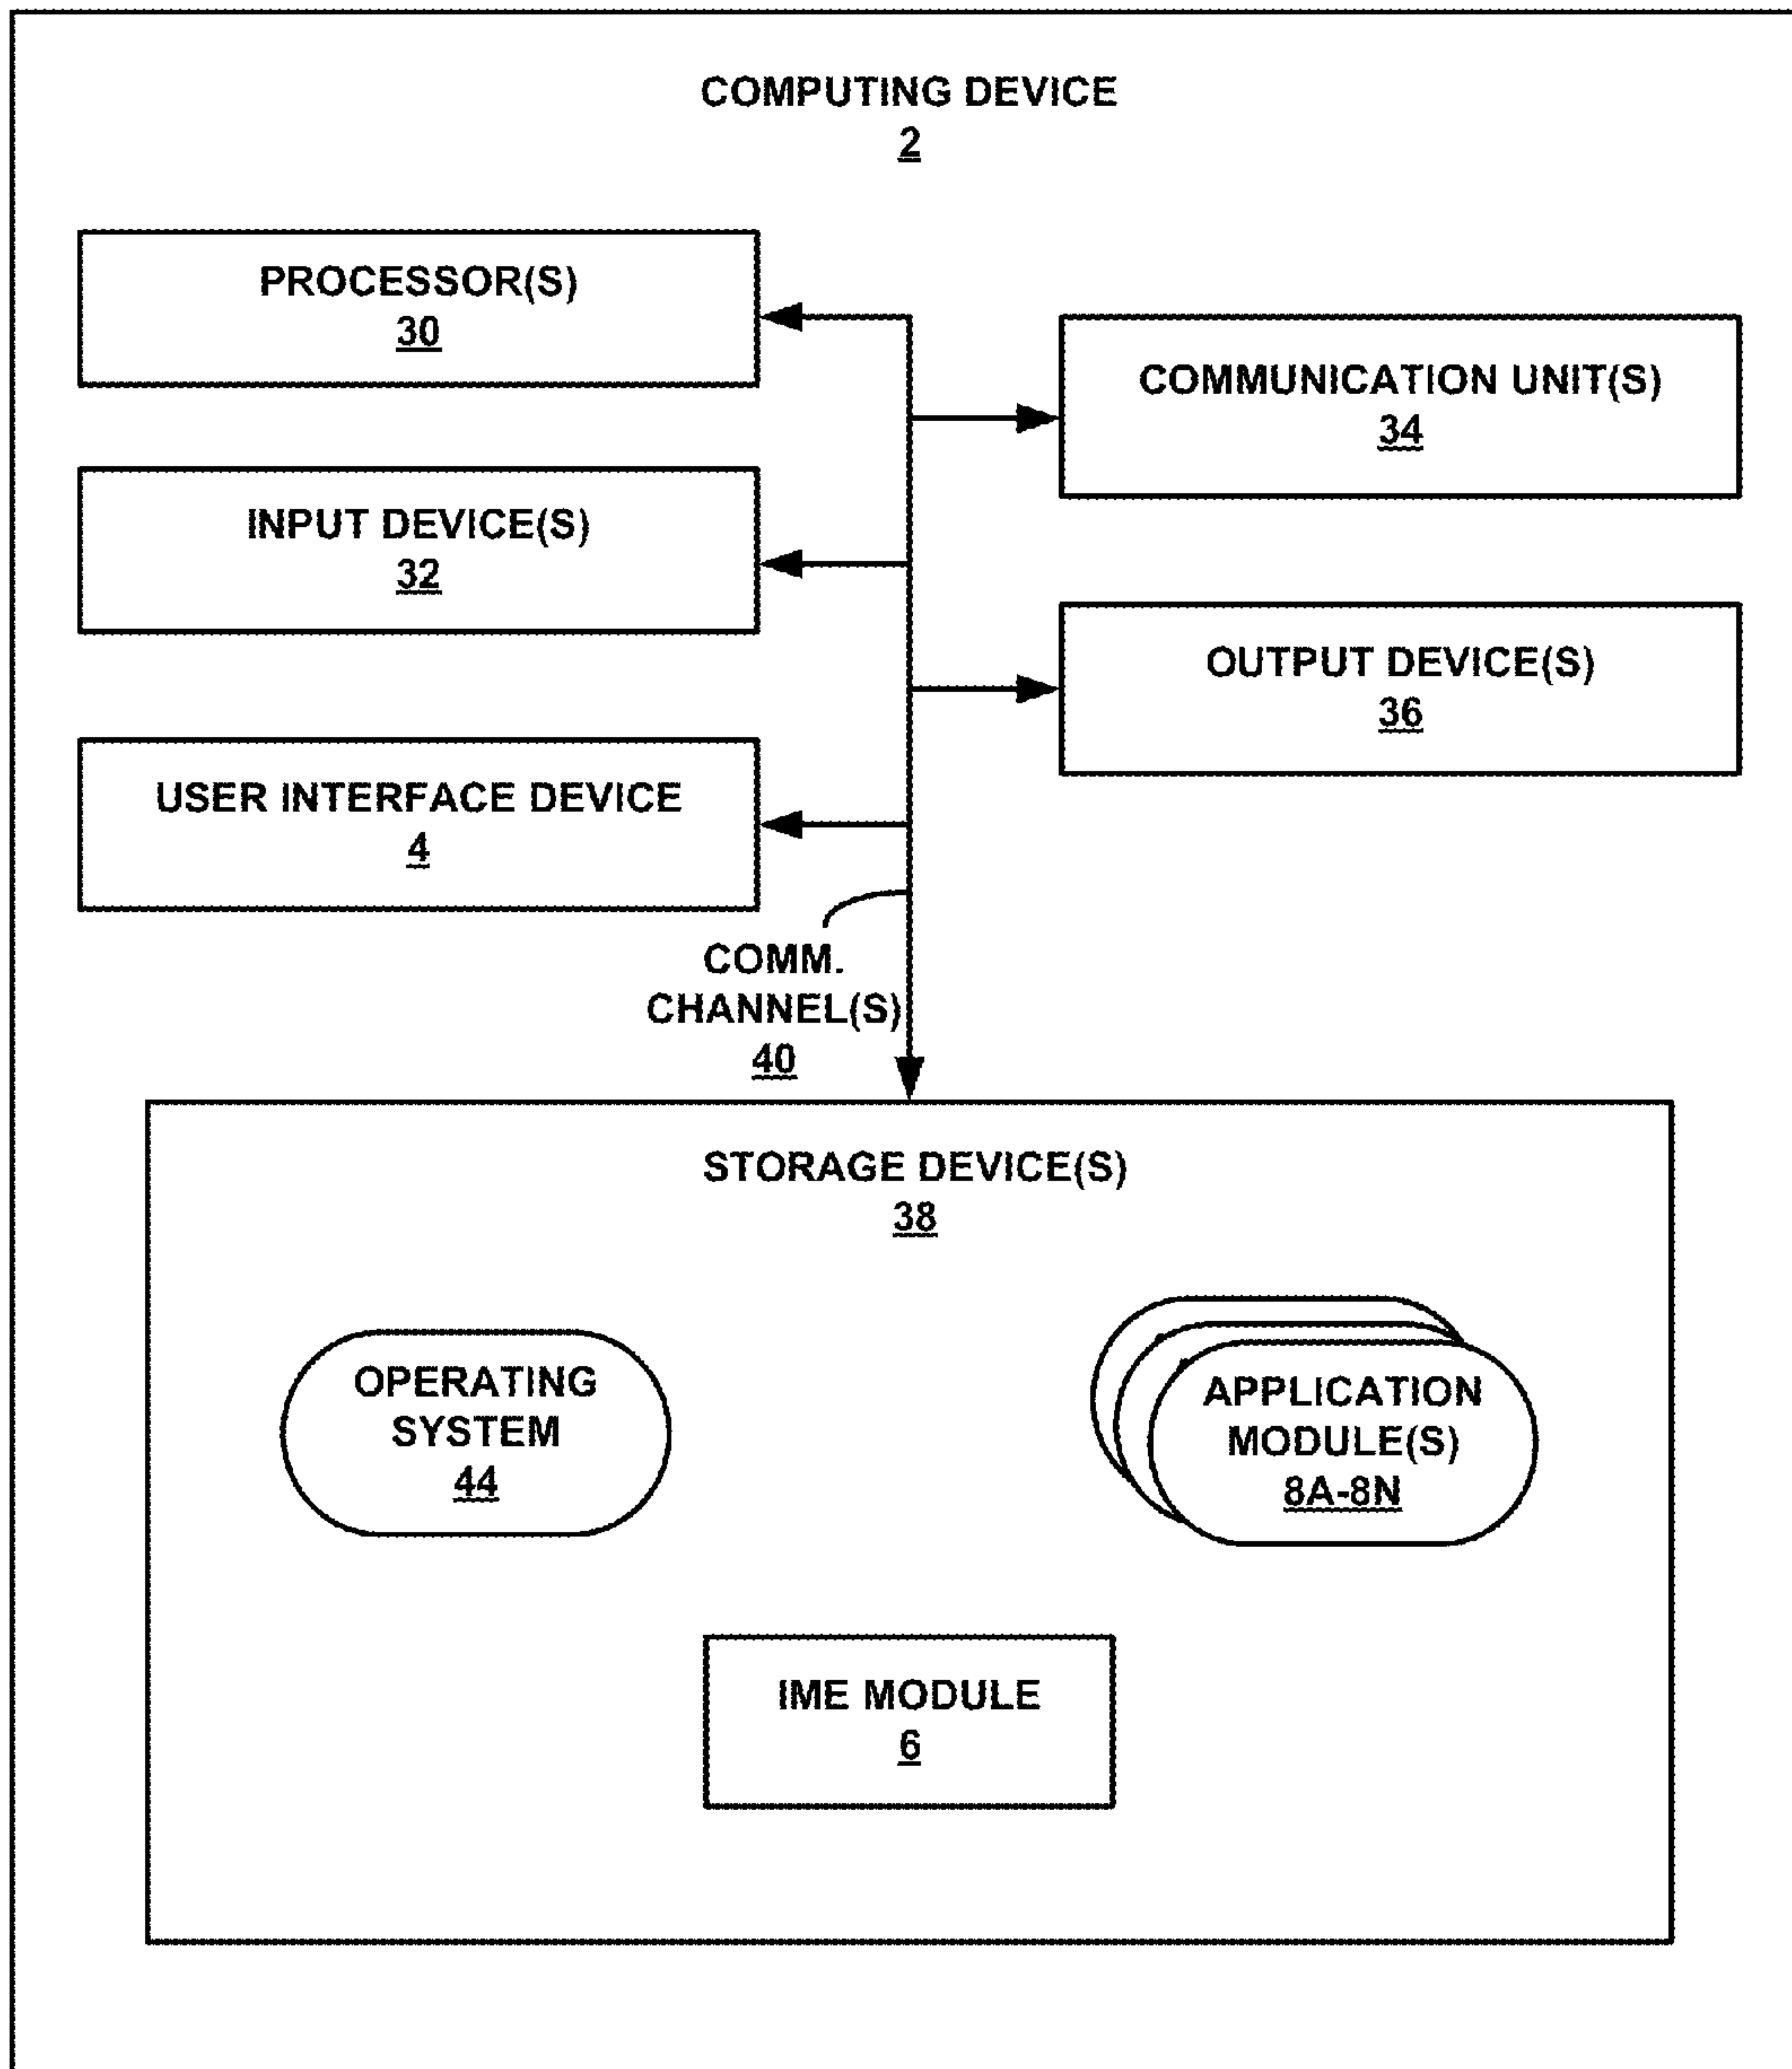 COMPUTING DEVICE
2
PROCESSOR(S)
30
COMMUNICATION UNIT(S)
34
INPUT DEVICE(S)
32
OUTPUT DEVICE(S)
36
USER INTERFACE DEVICE
4
COMM.
CHANNEL(S)
40
STORAGE DEVICE(S)
38
OPERATING
SYSTEM
44
APPLICATION
MODULE(S)
8A-8N
IME MODULE
6